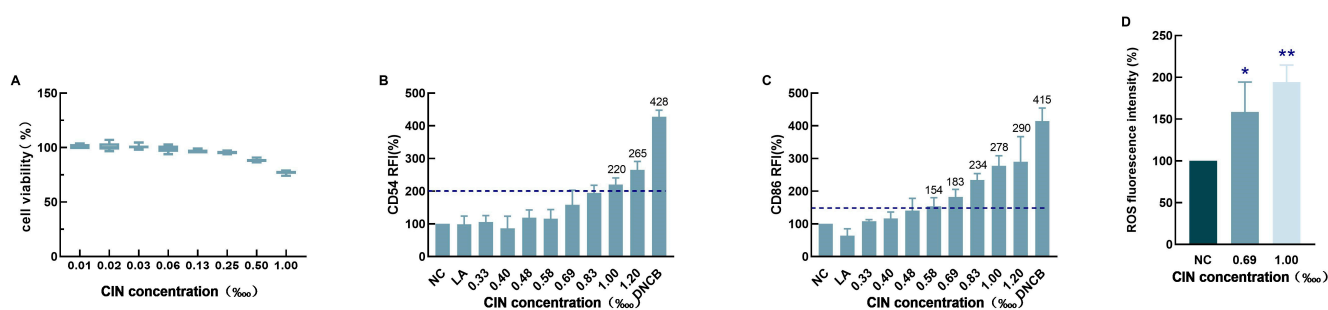 A
cell viability ( % )
150
100
50
0
0.01 0.02 0.03 0.06 0.13 0.25 0.50 1.00
CIN concentration (‱)
B
CD54 RFI(%)
500
400
300
200
100
0
220 265 428
NC LA 0.33 0.40 0.48 0.58 0.69 0.83 1.00 1.20 DNCB
CIN concentration (‱)
C
CD86 RFI(%)
500
400
300
200
100
0
154 183 234 278 290 415
NC LA 0.33 0.40 0.48 0.58 0.69 0.83 1.00 1.20 DNCB
CIN concentration (‱)
D
ROS fluorescence intensity (%)
250
200
150
100
50
0
* **
NC 0.69 1.00
CIN concentration (‱)